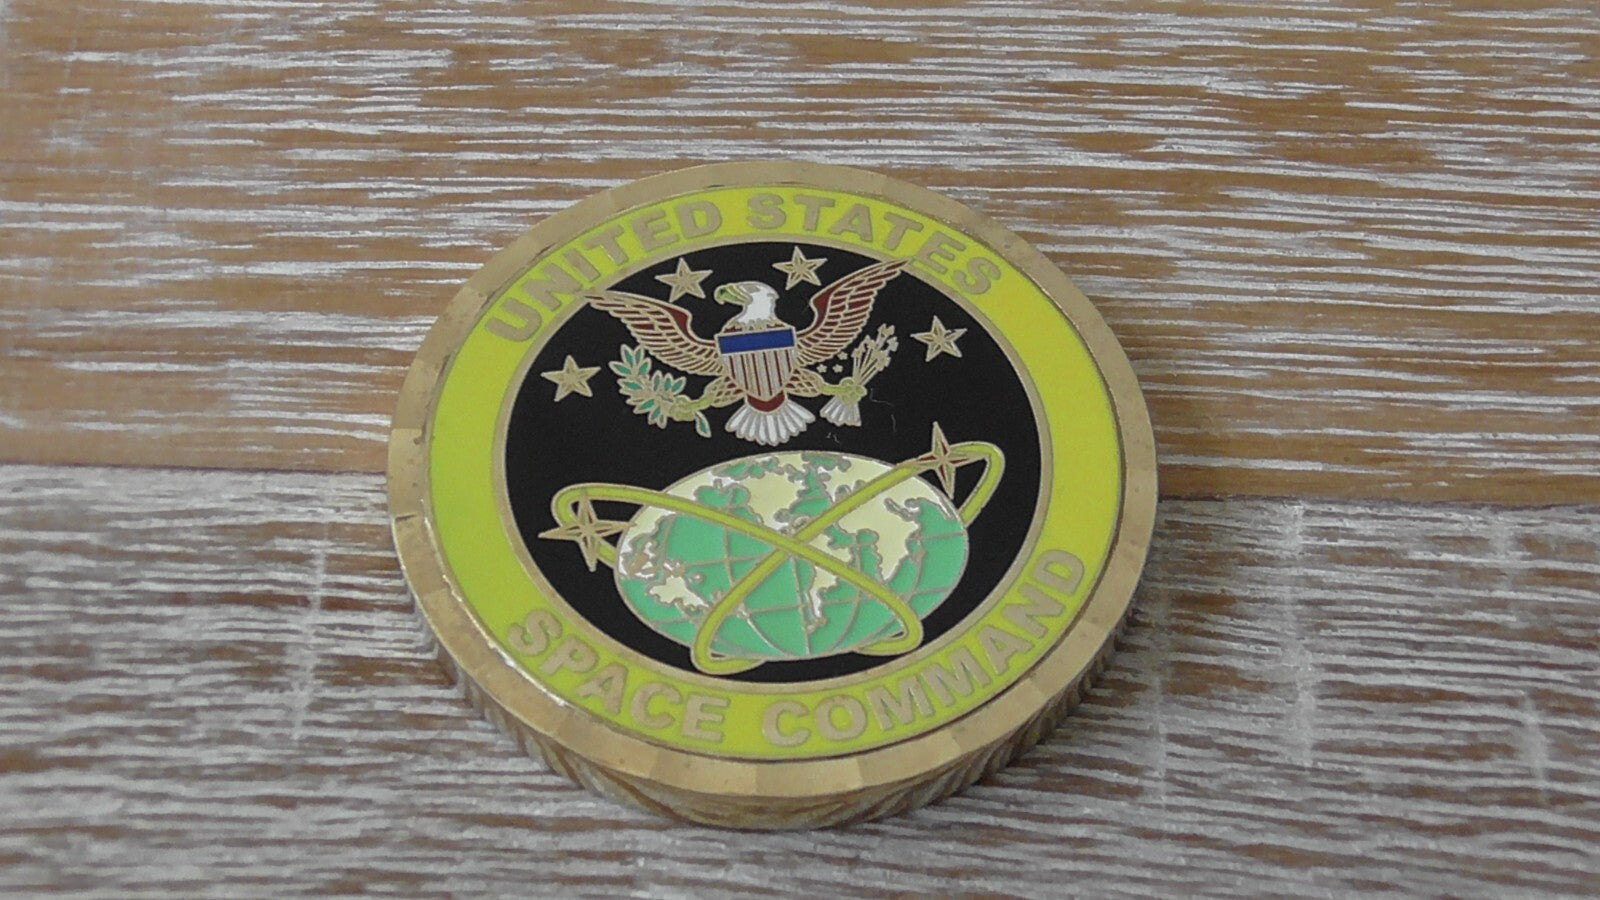 UNITED STATES
SPACE COMMAND